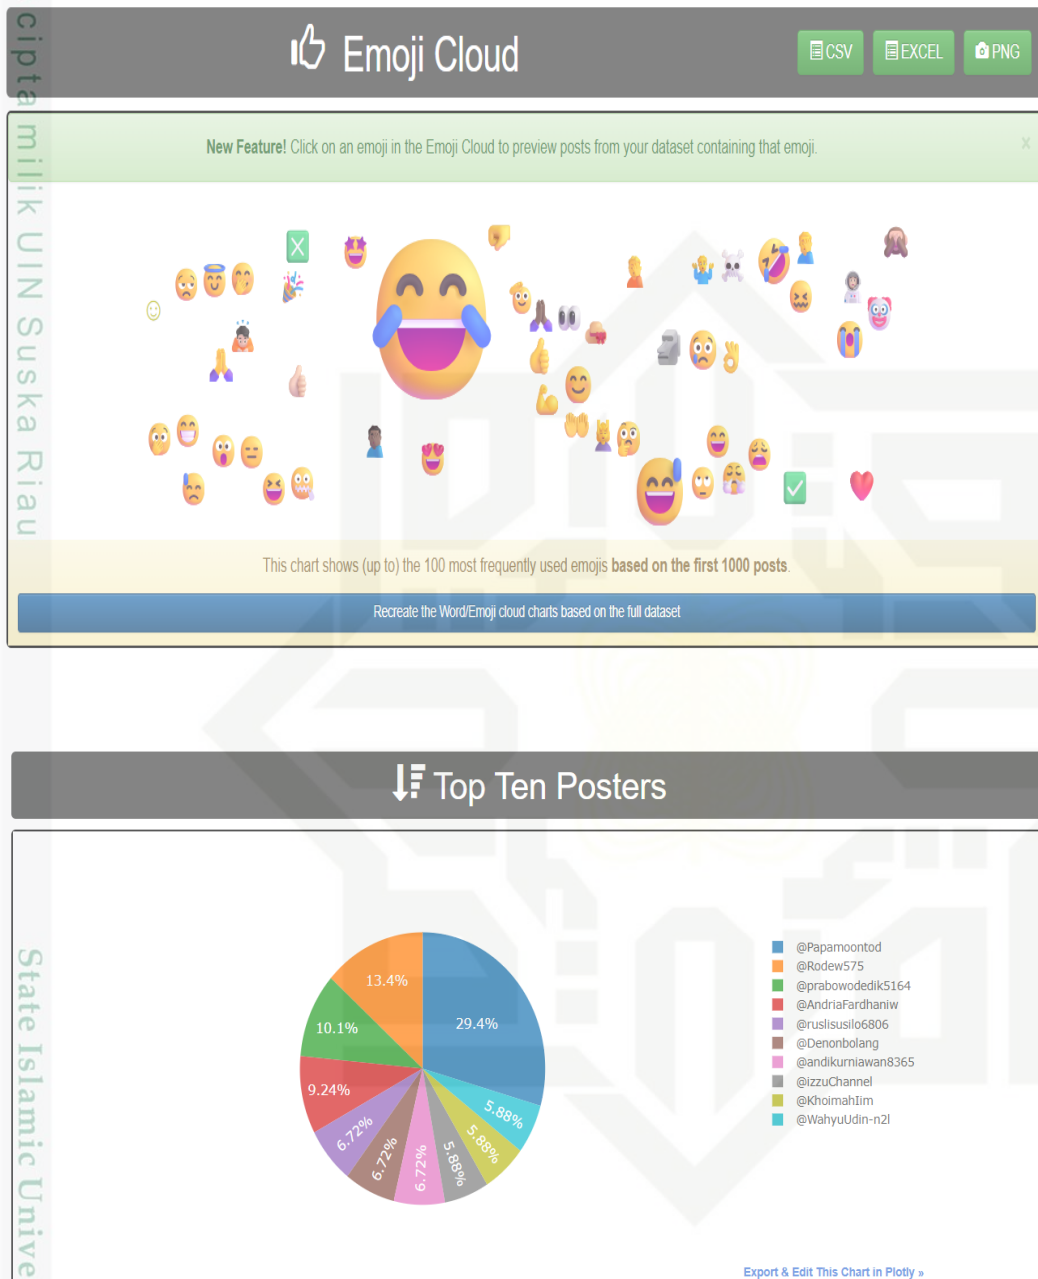 Emoji Cloud
CSV
EXCEL
PNG
New Feature! Click on an emoji in the Emoji Cloud to preview posts from your dataset containing that emoji.
x
This chart shows (up to) the 100 most frequently used emojis based on the first 1000 posts.
Recreate the Word/Emoji cloud charts based on the full dataset
Top Ten Posters
13.4%
29.4%
10.1%
9.24%
6.72%
6.72%
6.72%
5.88%
5.88%
5.88%
@Papamoontod
@Rodew575
@prabowodedik5164
@AndriaFardhaniw
@ruslisusilo6806
@Denonbolang
@andikurniawan8365
@izzuChannel
@KhoimahIim
@WahyuUdin-n2l
Export & Edit This Chart in Plotly »
cipta milik UIN Suska Riau
State Islamic Unive